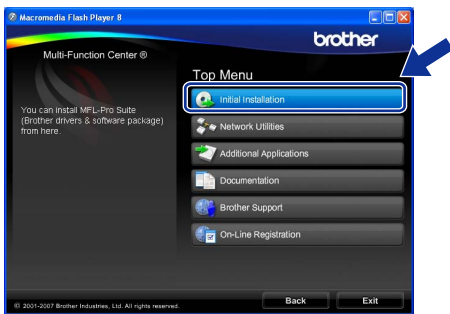 Macromedia Flash Player 8
brother
Multi-Function Center ®
Top Menu
You can install MFL-Pro Suite
(Brother drivers & software package)
from here.
Initial Installation
Network Utilities
Additional Applications
Documentation
Brother Support
On-Line Registration
© 2001-2007 Brother Industries, Ltd. All rights reserved.
Back
Exit